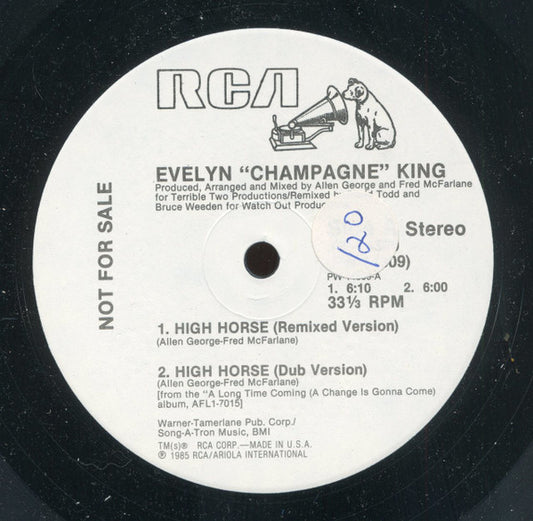 RCA
EVELYN "CHAMPAGNE" KING
Produced, Arranged and Mixed by Allen George and Fred McFarlane
for Terrible Two Productions/Remixed Todd and
Bruce Weeden for Watch Out
NOT FOR SALE
120
Stereo
1. 6:10 2. 6:00
33⅓ RPM
1. HIGH HORSE (Remixed Version)
(Allen George-Fred McFarlane)
2. HIGH HORSE (Dub Version)
(Allen George-Fred McFarlane)
[from the "A Long Time Coming (A Change Is Gonna Come)
album, AFL1-7015]
Warner-Tamerlane Pub. Corp./
Song-A-Tron Music, BMI
TM(s)® RCA CORP.—MADE IN U.S.A.
℗ 1985 RCA/ARIOLA INTERNATIONAL